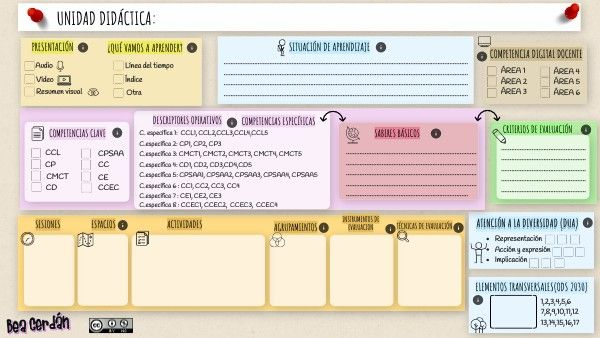 UNIDAD DIDÁCTICA:
PRESENTACIÓN
¿QUÉ VAMOS A APRENDER?
Audio
Línea del tiempo
Vídeo
Índice
Resumen visual
Otra
SITUACIÓN DE APRENDIZAJE
COMPETENCIA DIGITAL DOCENTE
ÁREA 1
ÁREA 4
ÁREA 2
ÁREA 5
ÁREA 3
ÁREA 6
COMPETENCIAS CLAVE
CCL
CPSAA
CP
CC
CMCT
CE
CD
CCEC
DESCRIPTORES OPERATIVOS
COMPETENCIAS ESPECÍFICAS
C. específica 1: CCL1, CCL2, CCL3, CCL4, CCL5
C. específica 2: CP1, CP2, CP3
C. específica 3: CMCT1, CMCT2, CMCT3, CMCT4, CMCT5
C. específica 4: CD1, CD2, CD3, CD4, CD5
C. específica 5: CPSAA1, CPSAA2, CPSAA3, CPSAA4, CPSAA5
C. específica 6: CC1, CC2, CC3, CC4
C. específica 7: CE1, CE2, CE3
C. específica 8: CCEC1, CCEC2, CCEC3, CCEC4
SABERES BÁSICOS
CRITERIOS DE EVALUACIÓN
SESIONES
ESPACIOS
ACTIVIDADES
AGRUPAMIENTOS
INSTRUMENTOS DE
EVALUACIÓN
TÉCNICAS DE EVALUACIÓN
ATENCIÓN A LA DIVERSIDAD (DUA)
Representación
Acción y expresión
Implicación
ELEMENTOS TRANSVERSALES(ODS 2030)
1,2,3,4,5,6
7,8,9,10,11,12
13,14,15,16,17
Bea Cerdán
CC
BY NC